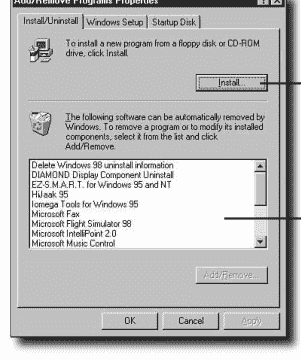 Add/Remove Programs Properties
Install/Uninstall Windows Setup Startup Disk
To install a new program from a floppy disk or CD-ROM
drive, click Install.
Install...
The following software can be automatically removed by
Windows. To remove a program or to modify its installed
components, select it from the list and click
Add/Remove.
Delete Windows 98 uninstall information
DIAMOND Display Component Uninstall
EZ-S.M.A.R.T. for Windows 95 and NT
HiJaak 95
Iomega Tools for Windows 95
Microsoft Fax
Microsoft Flight Simulator 98
Microsoft IntelliPoint 2.0
Microsoft Music Control
Add/Remove...
OK Cancel Apply